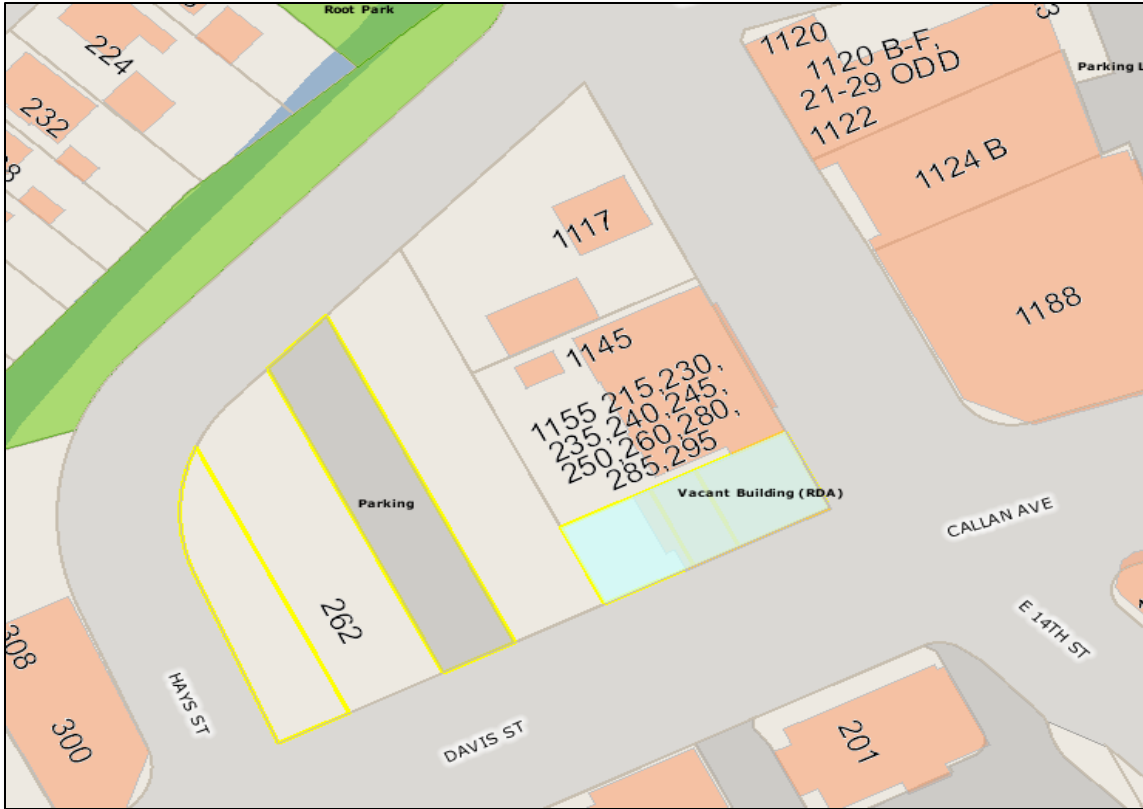 Root Park
224
232
1120
1120 B-F,
21-29 ODD
1122
Parking
1124 B
1117
1188
1145
1155 215,230,
235,240,245,
250,260,280,
285,295
Vacant Building (RDA)
Parking
CALLAN AVE
262
E 14TH ST
308
HAYS ST
300
DAVIS ST
201